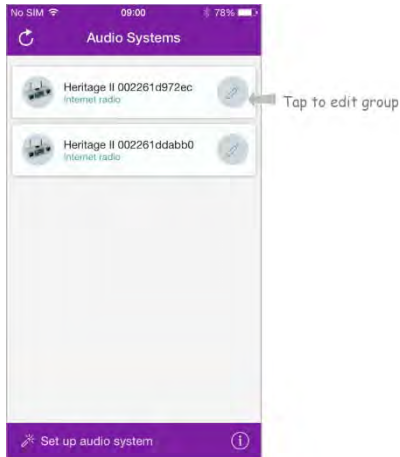 No SIM 09:00 78%
Audio Systems
Heritage II 002261d972ec
Internet radio
Tap to edit group
Heritage II 002261ddabb0
Internet radio
Set up audio system